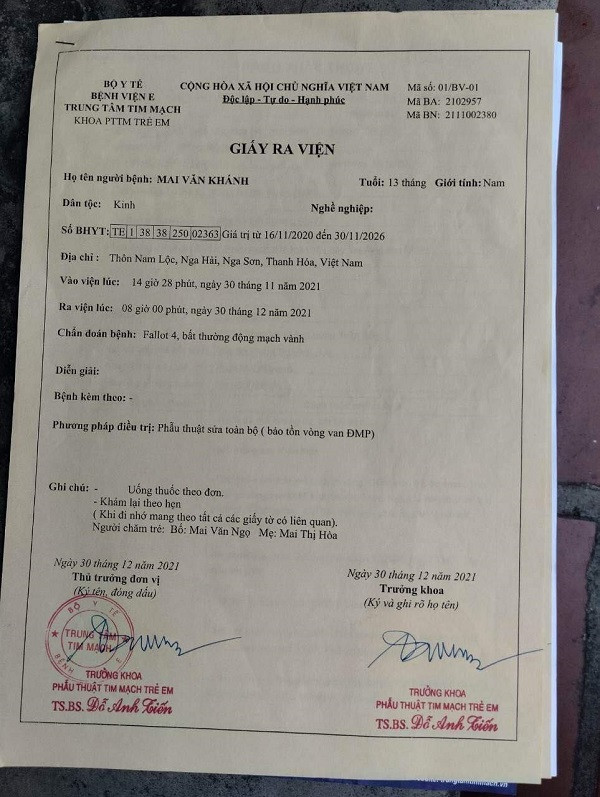 BỘ Y TẾ
BỆNH VIỆN E
TRUNG TÂM TIM MẠCH
KHOA PTTM TRẺ EM
CỘNG HÒA XÃ HỘI CHỦ NGHĨA VIỆT NAM
Độc lập - Tự do - Hạnh phúc
Mã số: 01/BV-01
Mã BA: 2102957
Mã BN: 2111002380
GIẤY RA VIỆN
Họ tên người bệnh: MAI VĂN KHÁNH Tuổi: 13 tháng Giới tính: Nam
Dân tộc: Kinh Nghề nghiệp:
Số BHYT: TE 1 38 38 250 02363 Giá trị từ 16/11/2020 đến 30/11/2026
Địa chỉ : Thôn Nam Lộc, Nga Hải, Nga Sơn, Thanh Hóa, Việt Nam
Vào viện lúc: 14 giờ 28 phút, ngày 30 tháng 11 năm 2021
Ra viện lúc: 08 giờ 00 phút, ngày 30 tháng 12 năm 2021
Chẩn đoán bệnh: Fallot 4, bất thường động mạch vành
Diễn giải:
Bệnh kèm theo: -
Phương pháp điều trị: Phẫu thuật sửa toàn bộ ( bảo tồn vòng van ĐMP)
Ghi chú: - Uống thuốc theo đơn.
- Khám lại theo hẹn
( Khi đi nhớ mang theo tất cả các giấy tờ có liên quan).
Người chăm trẻ: Bố: Mai Văn Ngọ Mẹ: Mai Thị Hòa
Ngày 30 tháng 12 năm 2021
Thủ trưởng đơn vị
(Ký tên, đóng dấu)
BỘ Y TẾ
TRUNG TÂM
TIM MẠCH
TRƯỞNG KHOA
PHẪU THUẬT TIM MẠCH TRẺ EM
TS.BS. Đỗ Anh Tiến
Ngày 30 tháng 12 năm 2021
Trưởng khoa
(Ký và ghi rõ họ tên)
TRƯỞNG KHOA
PHẪU THUẬT TIM MẠCH TRẺ EM
TS.BS. Đỗ Anh Tiến